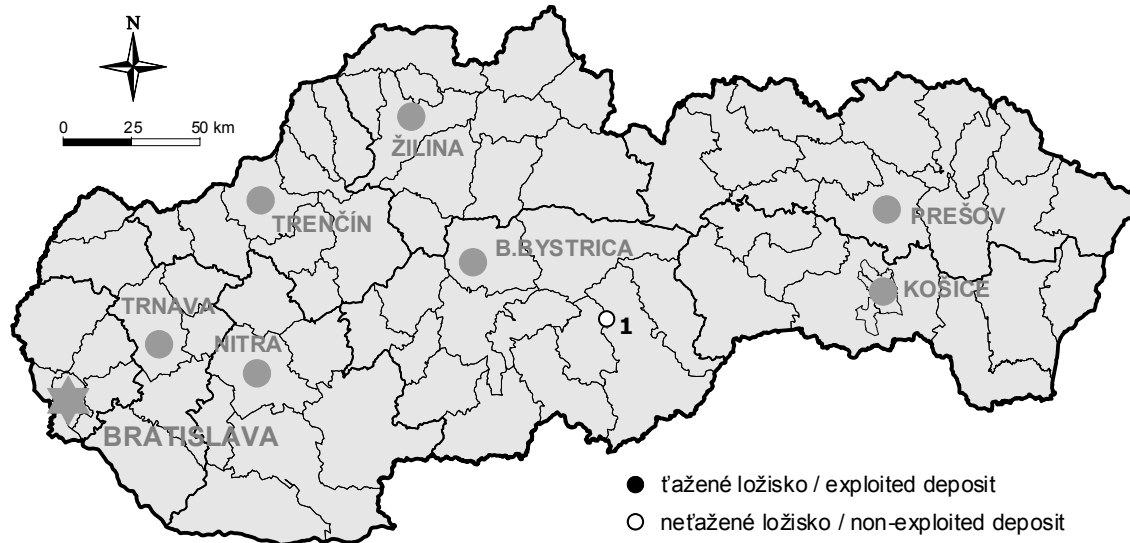 N
0 25 50 km
ŽILINA
TRENČÍN
PREŠOV
B.BYSTRICA
KOŠICE
TRNAVA
1
NITRA
BRATISLAVA
ťažené ložisko / exploited deposit
neťažené ložisko / non-exploited deposit